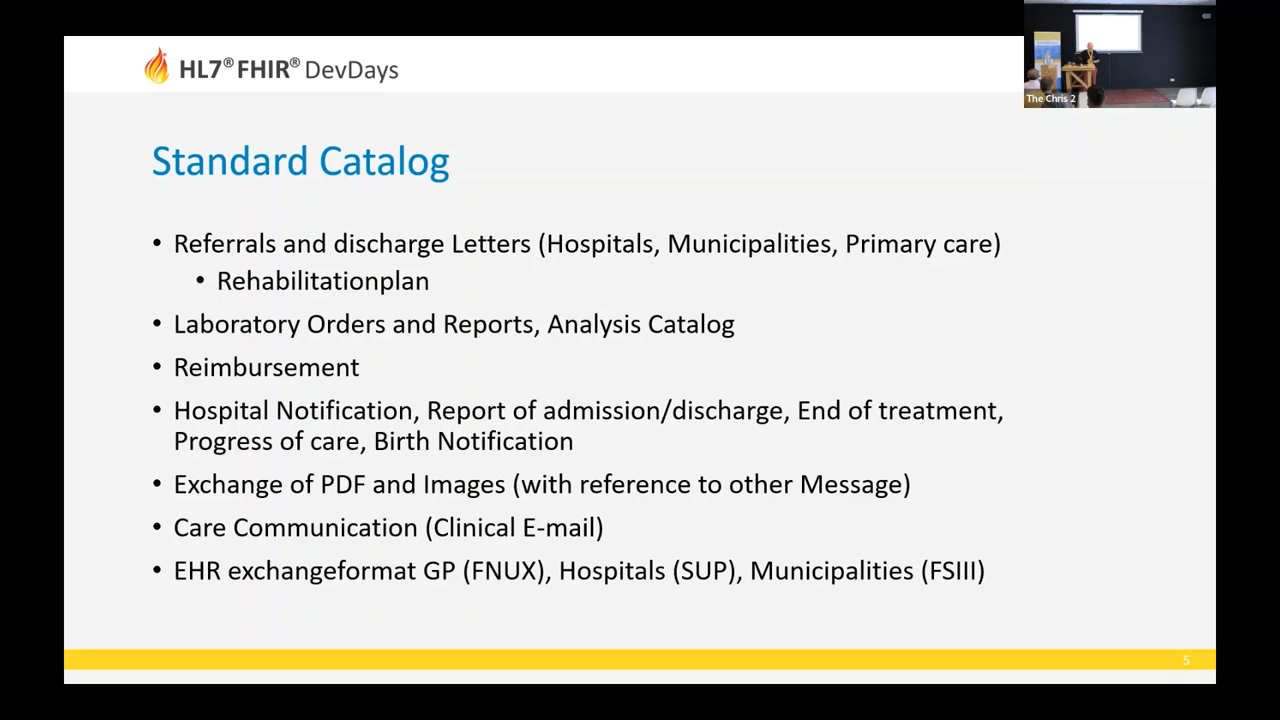 HL7® FHIR® DevDays
The Chris 2
Standard Catalog
• Referrals and discharge Letters (Hospitals, Municipalities, Primary care)
• Rehabilitationplan
• Laboratory Orders and Reports, Analysis Catalog
• Reimbursement
• Hospital Notification, Report of admission/discharge, End of treatment,
Progress of care, Birth Notification
• Exchange of PDF and Images (with reference to other Message)
• Care Communication (Clinical E-mail)
• EHR exchangeformat GP (FNUX), Hospitals (SUP), Municipalities (FSIII)
5